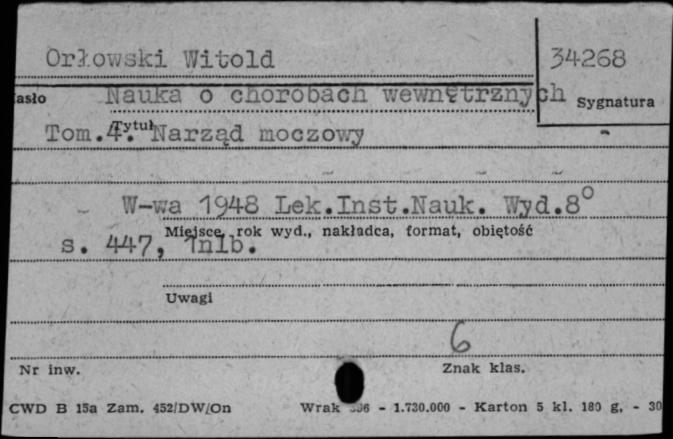 Orłowski Witold 34268
asło Nauka o chorobach wewnętrznych Sygnatura
Tom.4. Tytuł Narząd moczowy
W-wa 1948 Lek.Inst.Nauk. Wyd.8°
Miejsce, rok wyd., nakładca, format, objętość
s. 447, 1nlb.
Uwagi
6
Nr inw. Znak klas.
CWD B 15a Zam. 452/DW/On Wrak 6 - 1.730.000 - Karton 5 kl. 180 g. - 30